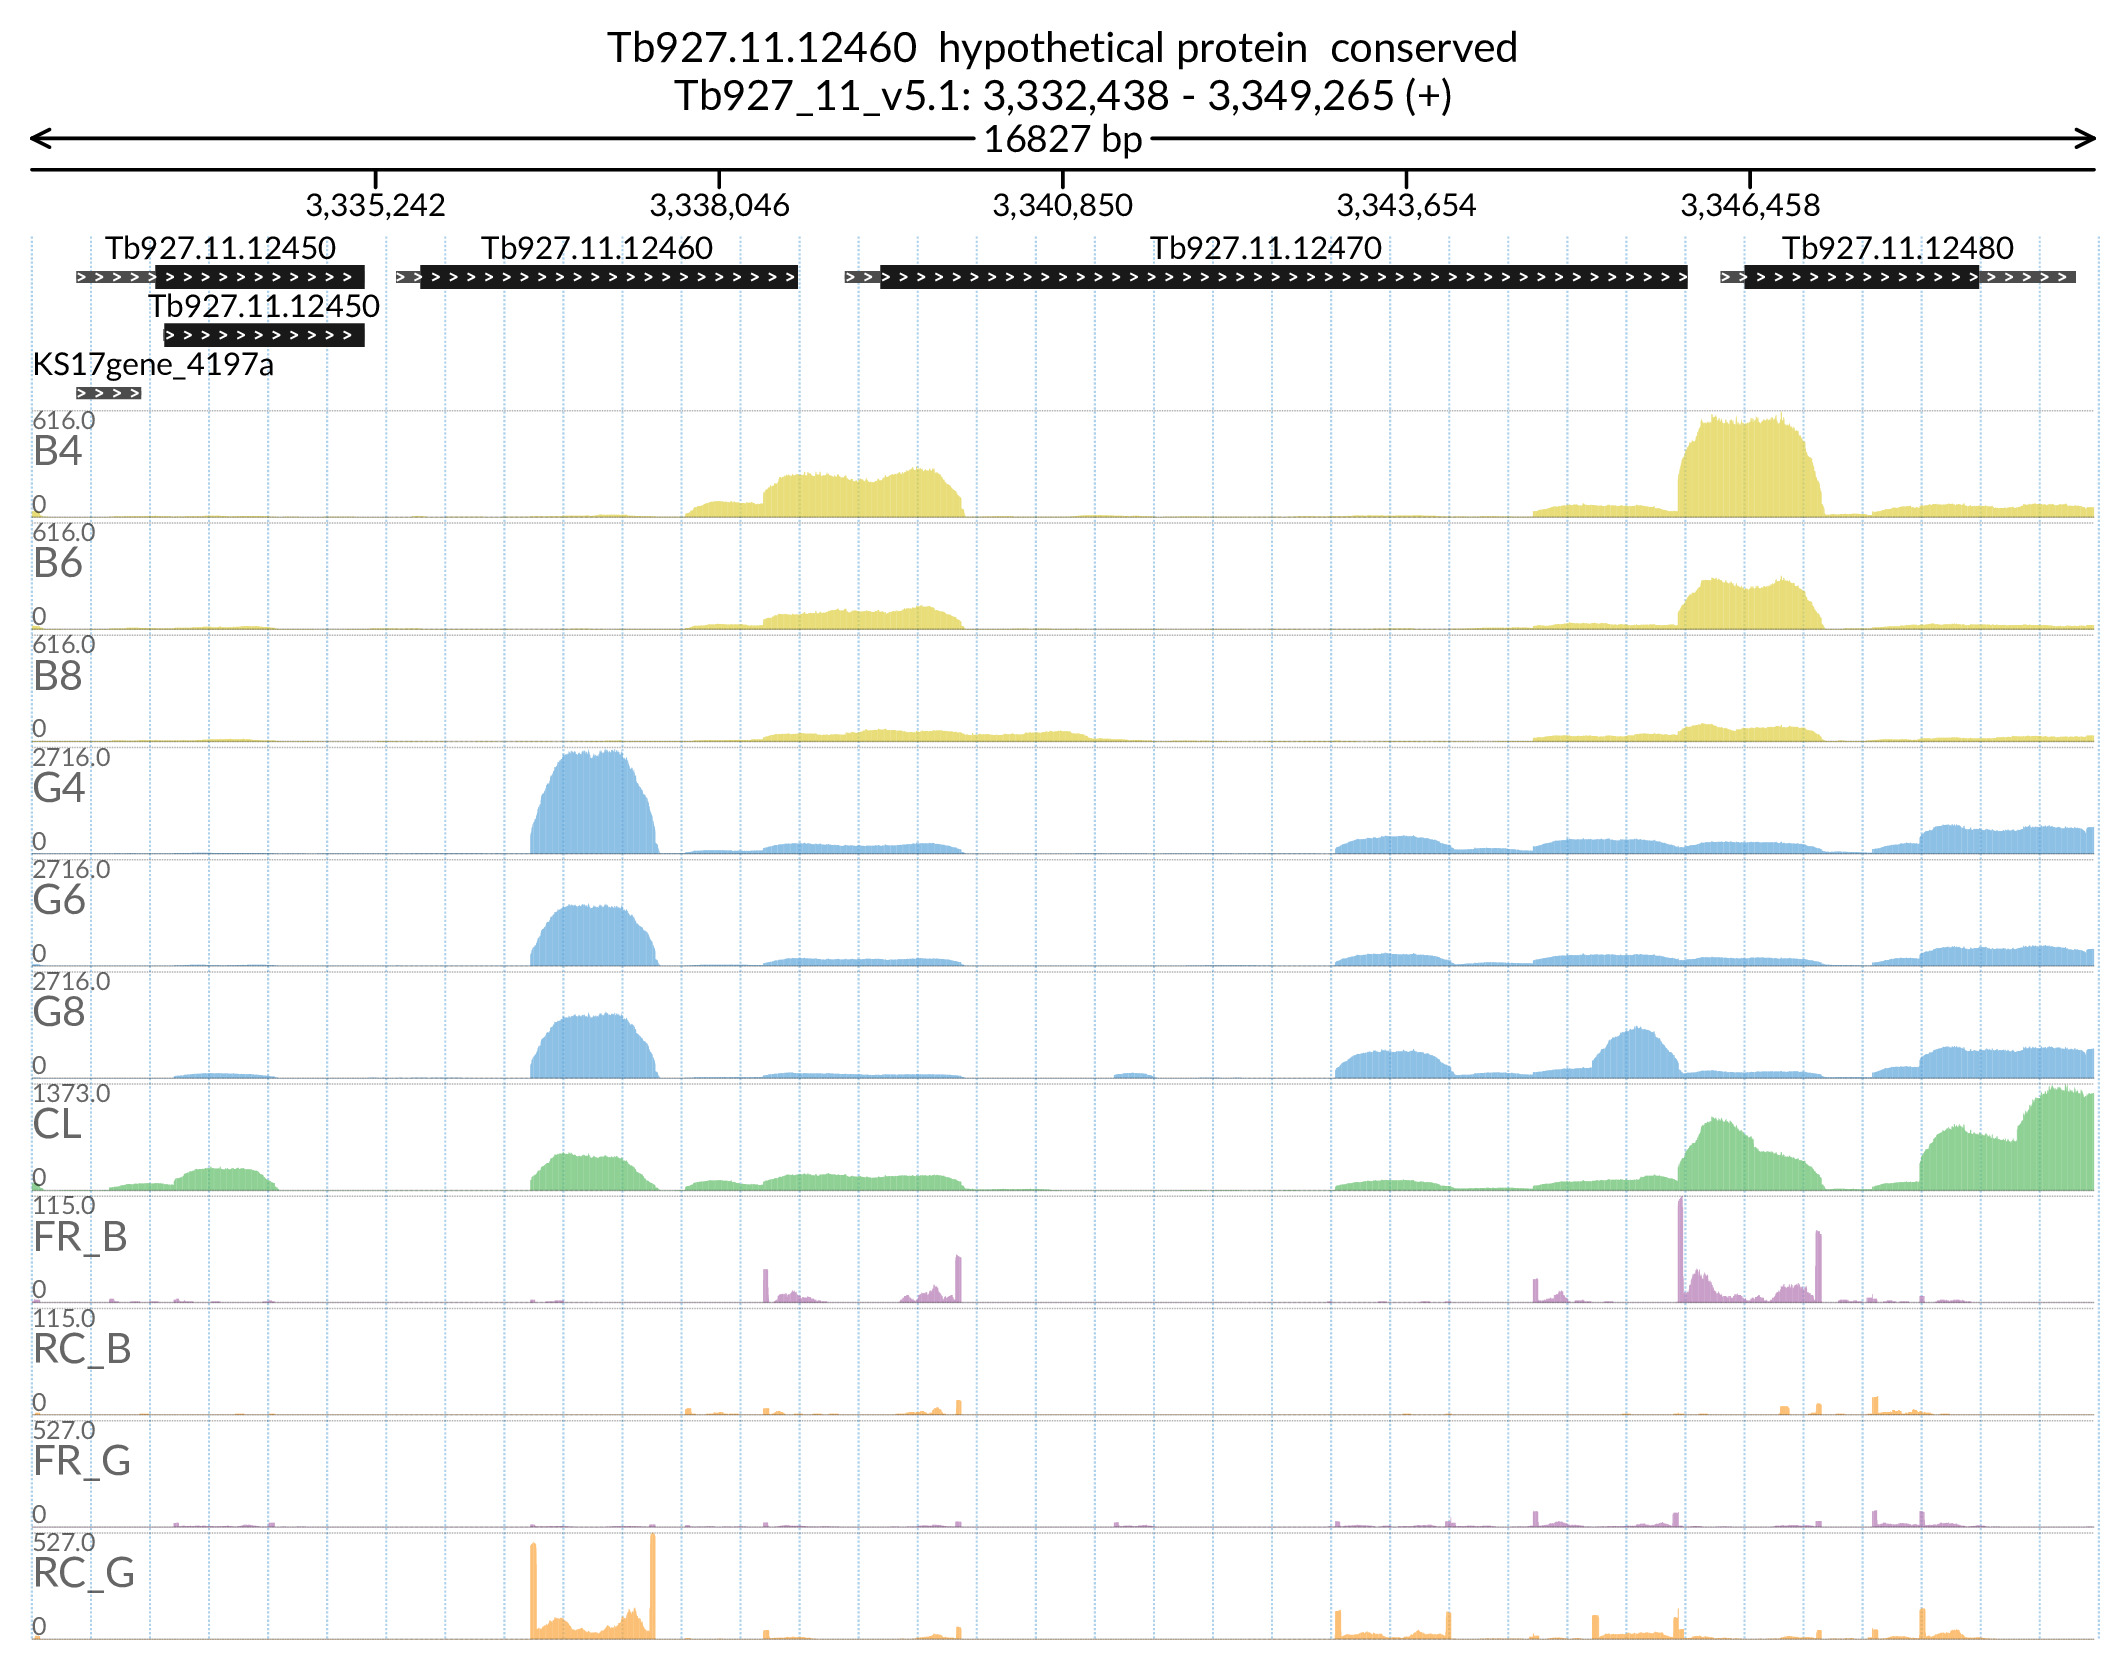 Tb927.11.12460  hypothetical protein  conserved
Tb927_11_v5.1: 3,332,438 - 3,349,265 (+)
16827 bp
3,335,242 3,338,046 3,340,850 3,343,654 3,346,458
Tb927.11.12450 Tb927.11.12460 Tb927.11.12470 Tb927.11.12480
Tb927.11.12450
KS17gene_4197a
616.0
B4
0
616.0
B6
0
616.0
B8
0
2716.0
G4
0
2716.0
G6
0
2716.0
G8
0
1373.0
CL
0
115.0
FR_B
0
115.0
RC_B
0
527.0
FR_G
0
527.0
RC_G
0